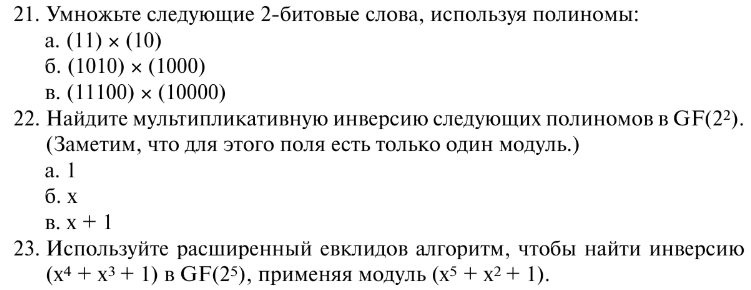 21. Умножьте следующие 2-битовые слова, используя полиномы:
а. (11) × (10)
б. (1010) × (1000)
в. (11100) × (10000)
22. Найдите мультипликативную инверсию следующих полиномов в GF(2²).
(Заметим, что для этого поля есть только один модуль.)
а. 1
б. x
в. x + 1
23. Используйте расширенный евклидов алгоритм, чтобы найти инверсию
(x⁴ + x³ + 1) в GF(2⁵), применяя модуль (x⁵ + x² + 1).